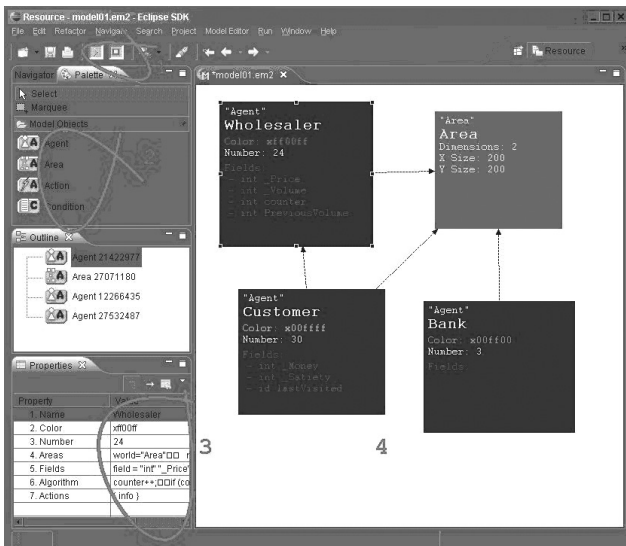 Resource - model01.em2 - Eclipse SDK
File Edit Refactor Navigate Search Project Model Editor Run Window Help
Resource
Navigator Palette
*model01.em2
Select
Marquee
Model Objects
Agent
Area
Action
Condition
"Agent"
Wholesaler
Color: xff00ff
Number: 24
Fields:
- int _Price
- int _Volume
- int counter
- int PreviousVolume
"Area"
Area
Dimensions: 2
X Size: 200
Y Size: 200
Outline
Agent 21422977
Area 27071180
Agent 12266435
Agent 27532487
"Agent"
Customer
Color: x00ffff
Number: 30
Fields:
- int _Money
- int _Satiety
- id lastVisited
"Agent"
Bank
Color: x00ff00
Number: 3
Fields
Properties
Property Value
1. Name Wholesaler
2. Color xff00ff
3. Number 24
4. Areas world="Area"
5. Fields field = "int" "_Price"
6. Algorithm counter++;□□if (co
7. Actions { info }
3
4